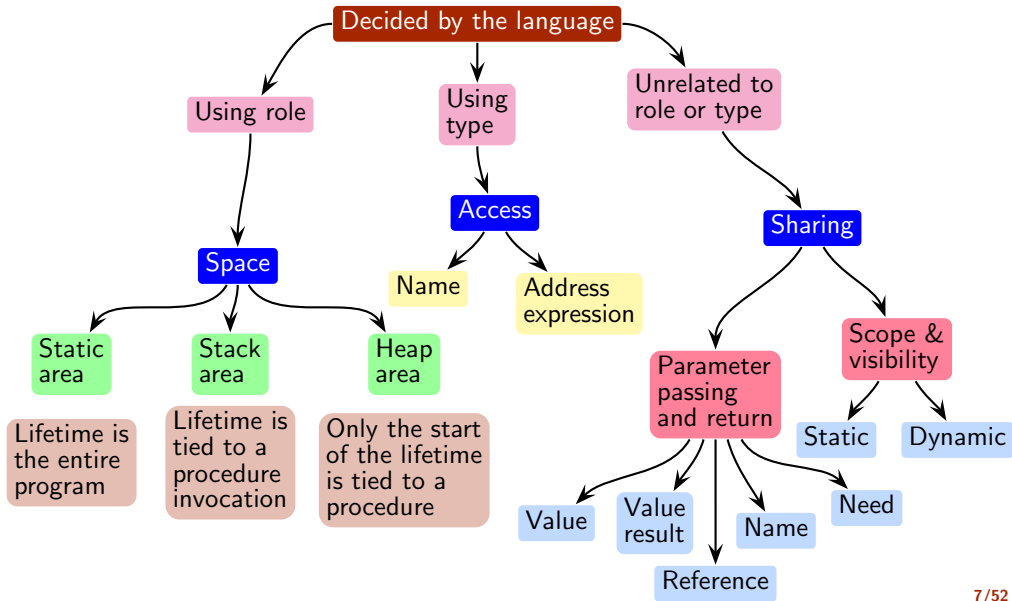 Decided by the language
Using role
Using
type
Unrelated to
role or type
Space
Access
Sharing
Name
Address
expression
Static
area
Stack
area
Heap
area
Lifetime is
the entire
program
Lifetime is
tied to a
procedure
invocation
Only the start
of the lifetime
is tied to a
procedure
Parameter
passing
and return
Scope &
visibility
Static
Dynamic
Value
Value
result
Reference
Name
Need
7/52